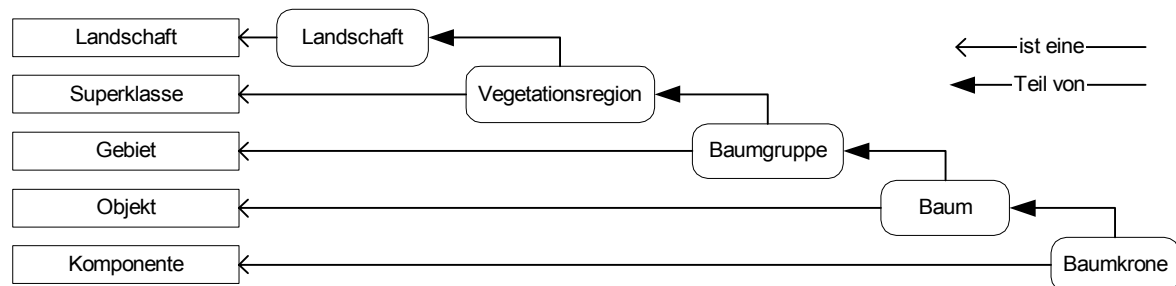 Landschaft
Landschaft
ist eine
Superklasse
Vegetationsregion
Teil von
Gebiet
Baumgruppe
Objekt
Baum
Komponente
Baumkrone